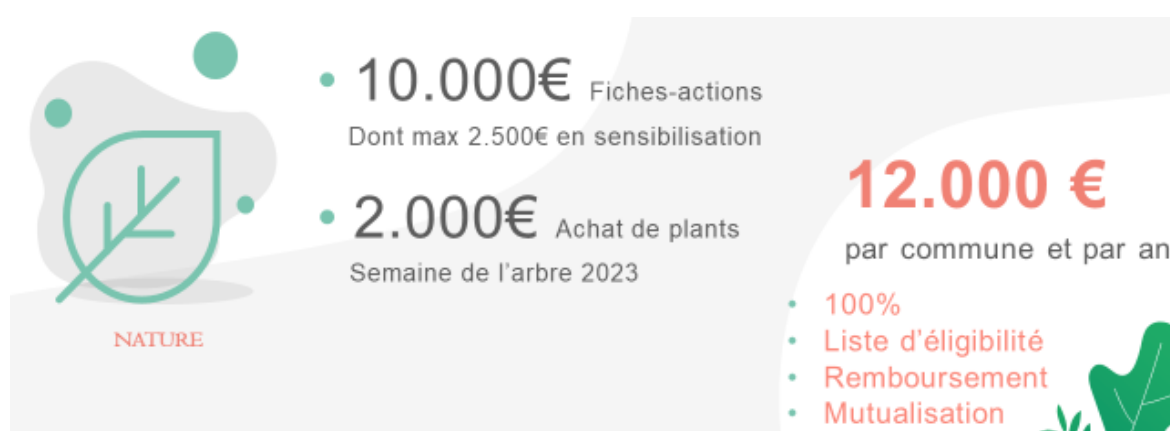 • 10.000€ Fiches-actions
Dont max 2.500€ en sensibilisation
• 2.000€ Achat de plants
Semaine de l'arbre 2023
NATURE
12.000 €
par commune et par an
• 100%
• Liste d'éligibilité
• Remboursement
• Mutualisation